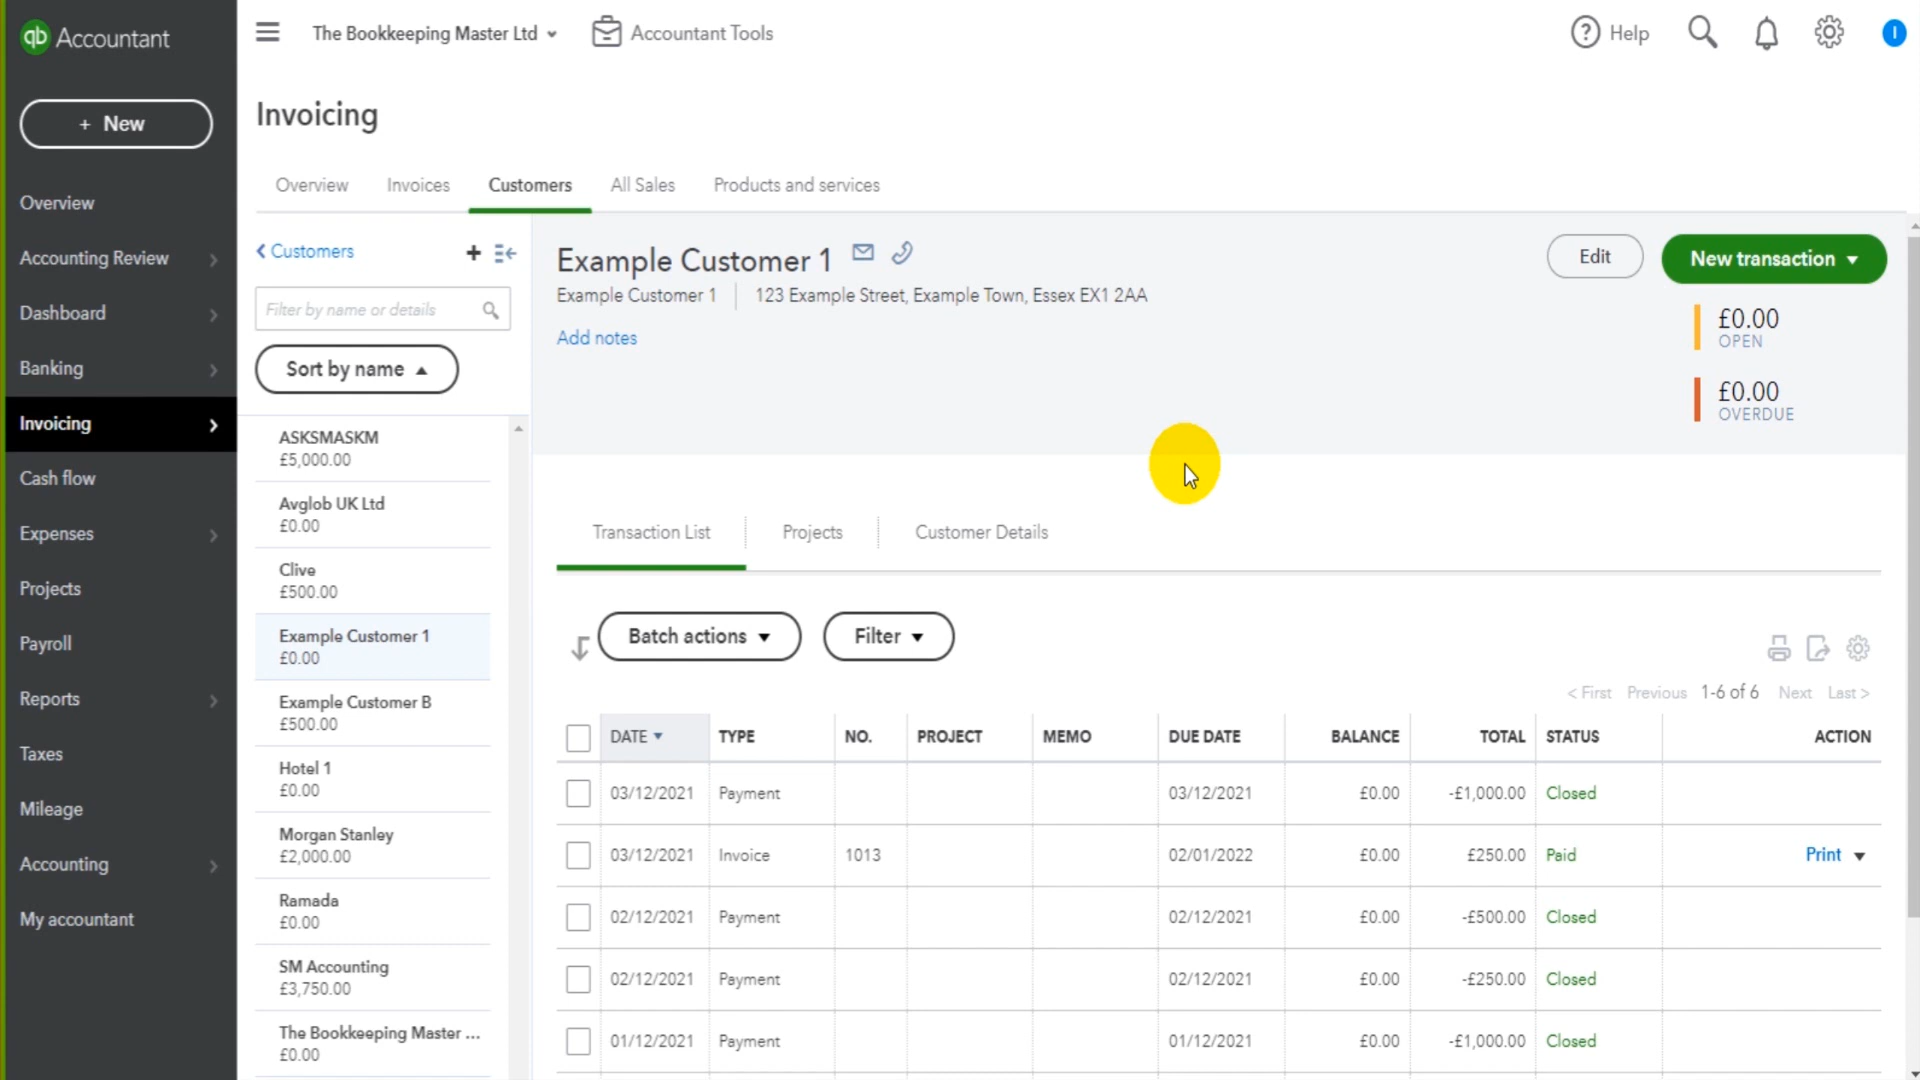 qb Accountant
The Bookkeeping Master Ltd
Accountant Tools
? Help
I
+ New
Overview
Accounting Review
Dashboard
Banking
Invoicing
Cash flow
Expenses
Projects
Payroll
Reports
Taxes
Mileage
Accounting
My accountant
Invoicing
Overview Invoices Customers All Sales Products and services
< Customers
+
Filter by name or details
Sort by name
ASKSMASKM
£5,000.00
Avglob UK Ltd
£0.00
Clive
£500.00
Example Customer 1
£0.00
Example Customer B
£500.00
Hotel 1
£0.00
Morgan Stanley
£2,000.00
Ramada
£0.00
SM Accounting
£3,750.00
The Bookkeeping Master ...
£0.00
Example Customer 1
Example Customer 1 | 123 Example Street, Example Town, Essex EX1 2AA
Add notes
Edit
New transaction
£0.00
OPEN
£0.00
OVERDUE
Transaction List Projects Customer Details
Batch actions Filter
< First Previous 1-6 of 6 Next Last >
DATE TYPE NO. PROJECT MEMO DUE DATE BALANCE TOTAL STATUS ACTION
03/12/2021 Payment 03/12/2021 £0.00 -£1,000.00 Closed
03/12/2021 Invoice 1013 02/01/2022 £0.00 £250.00 Paid Print
02/12/2021 Payment 02/12/2021 £0.00 -£500.00 Closed
02/12/2021 Payment 02/12/2021 £0.00 -£250.00 Closed
01/12/2021 Payment 01/12/2021 £0.00 -£1,000.00 Closed